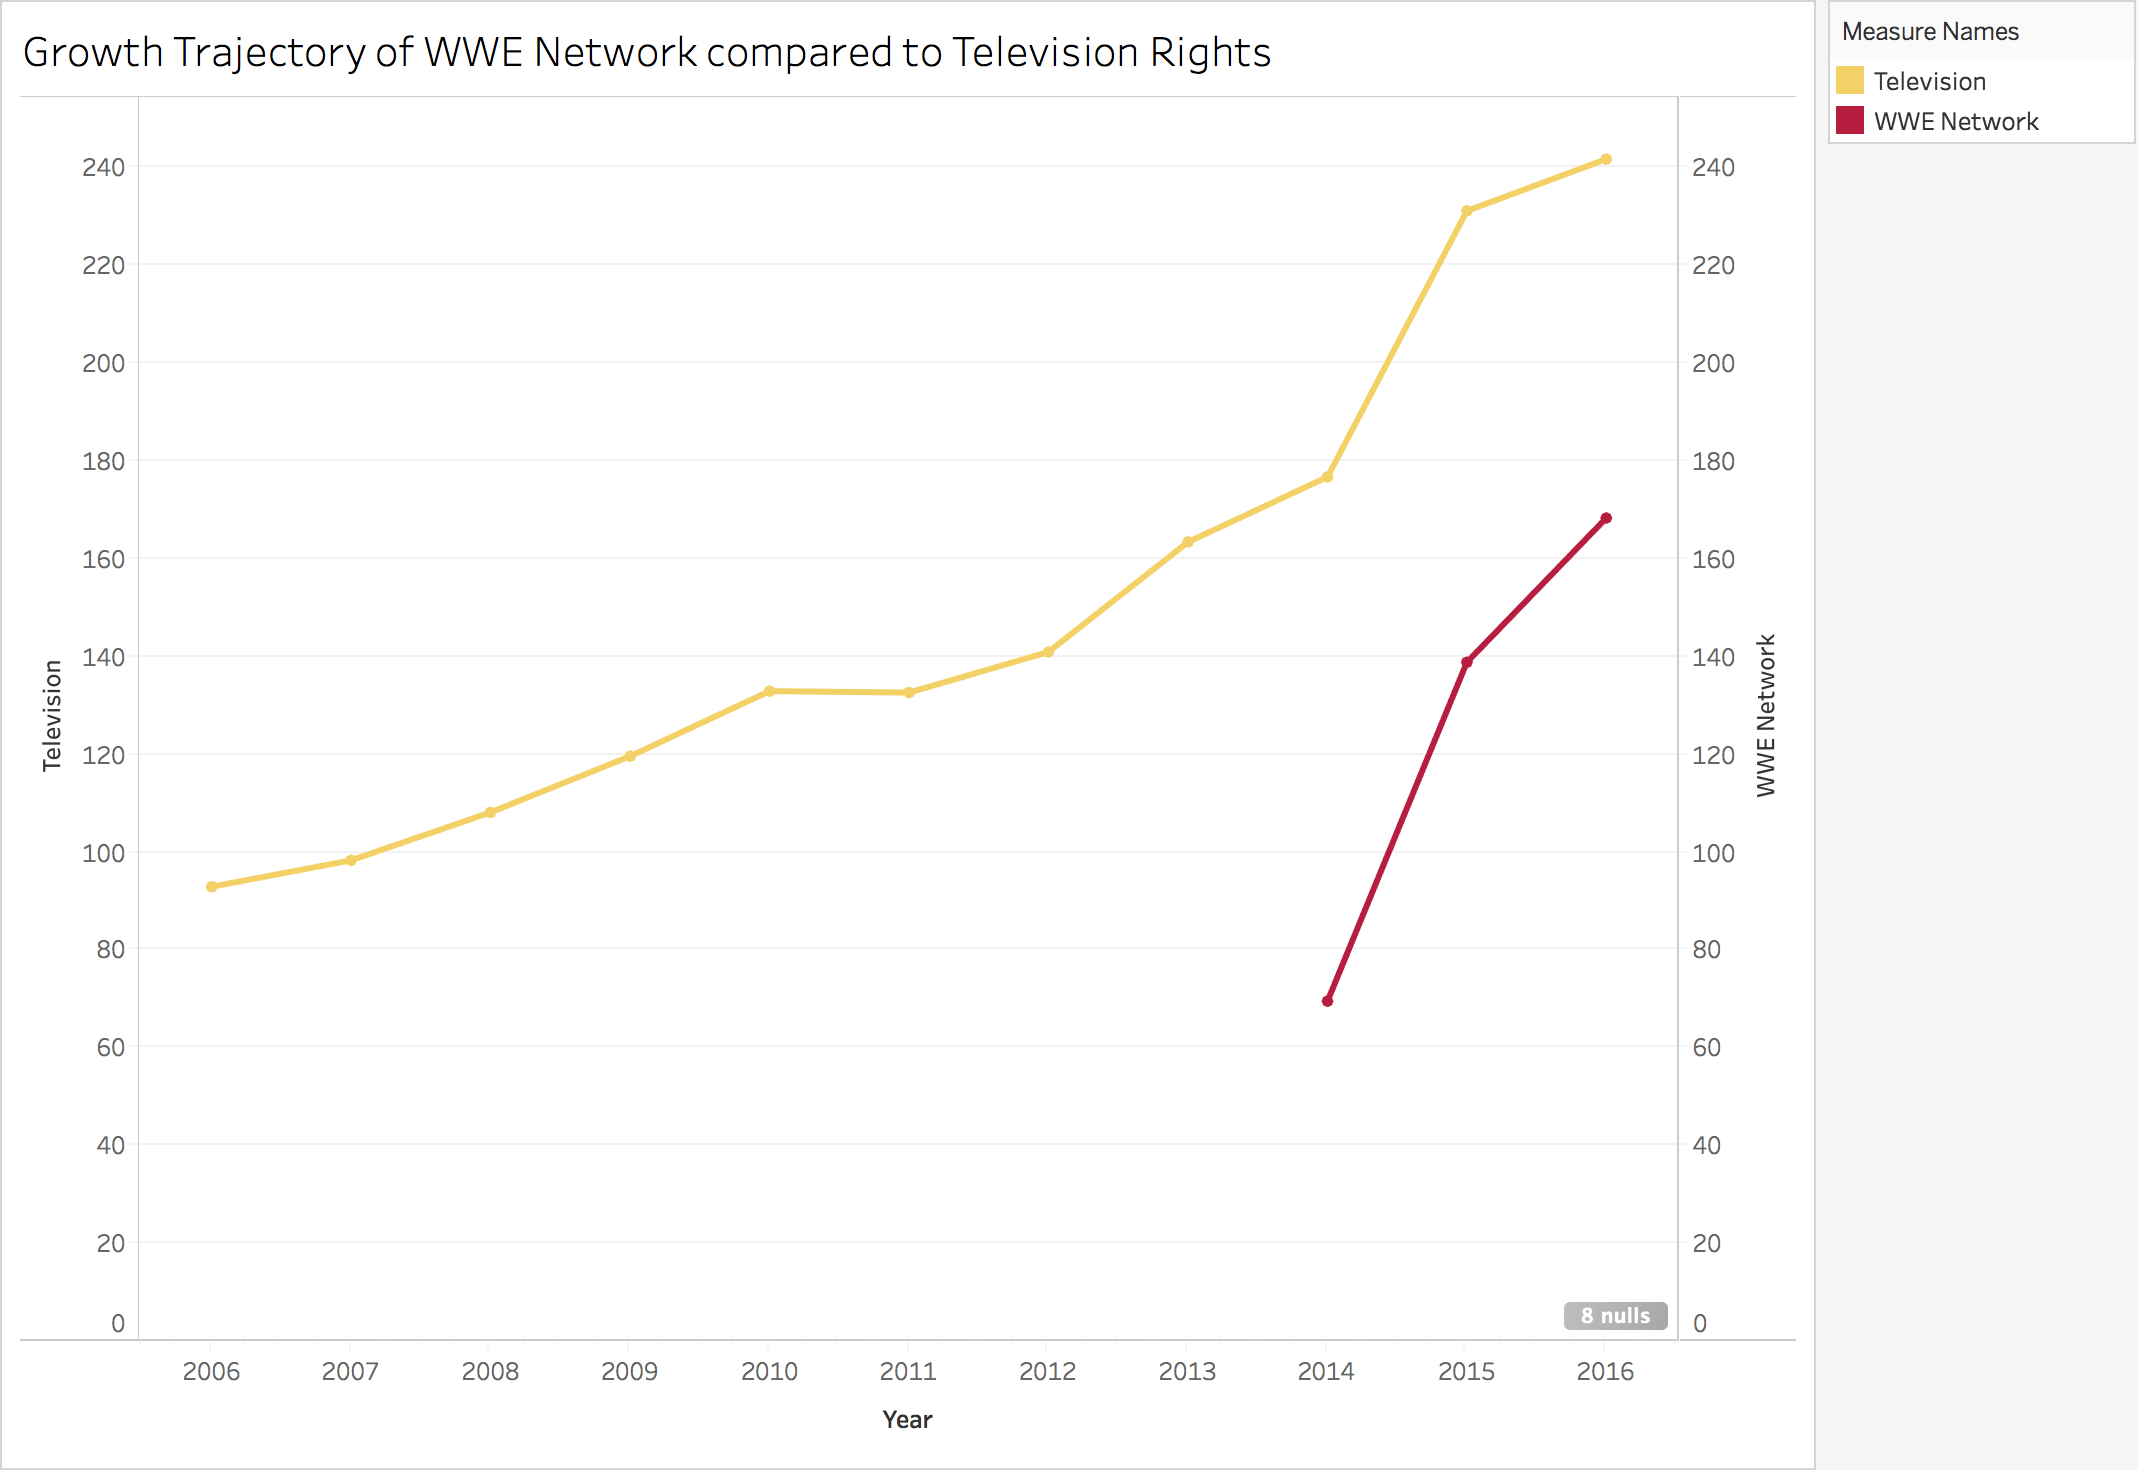 Growth Trajectory of WWE Network compared to Television Rights
Measure Names
Television
WWE Network
240
220
200
180
160
140
120
100
80
60
40
20
0
Television
240
220
200
180
160
140
120
100
80
60
40
20
0
WWE Network
8 nulls
2006 2007 2008 2009 2010 2011 2012 2013 2014 2015 2016
Year